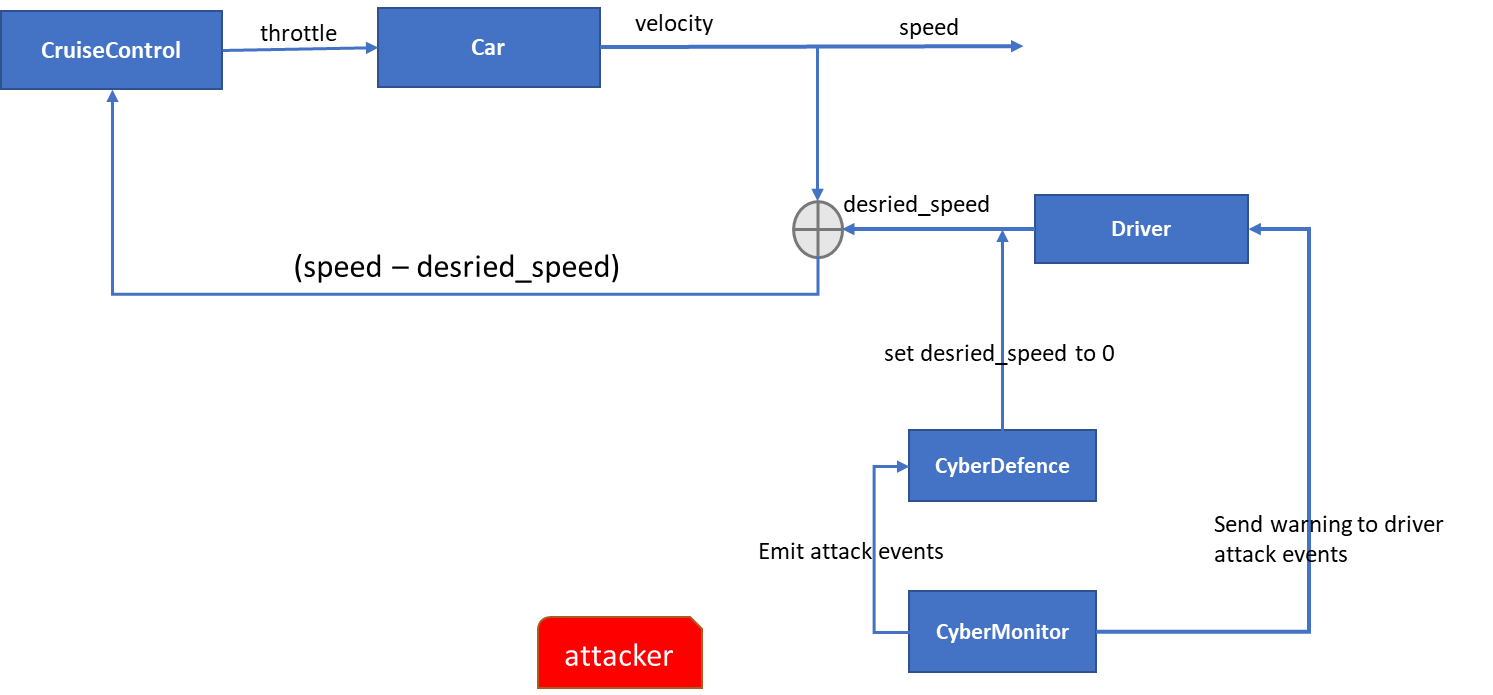 CruiseControl
throttle
Car
velocity
speed
desried_speed
Driver
(speed – desried_speed)
set desried_speed to 0
CyberDefence
Emit attack events
Send warning to driver
attack events
CyberMonitor
attacker